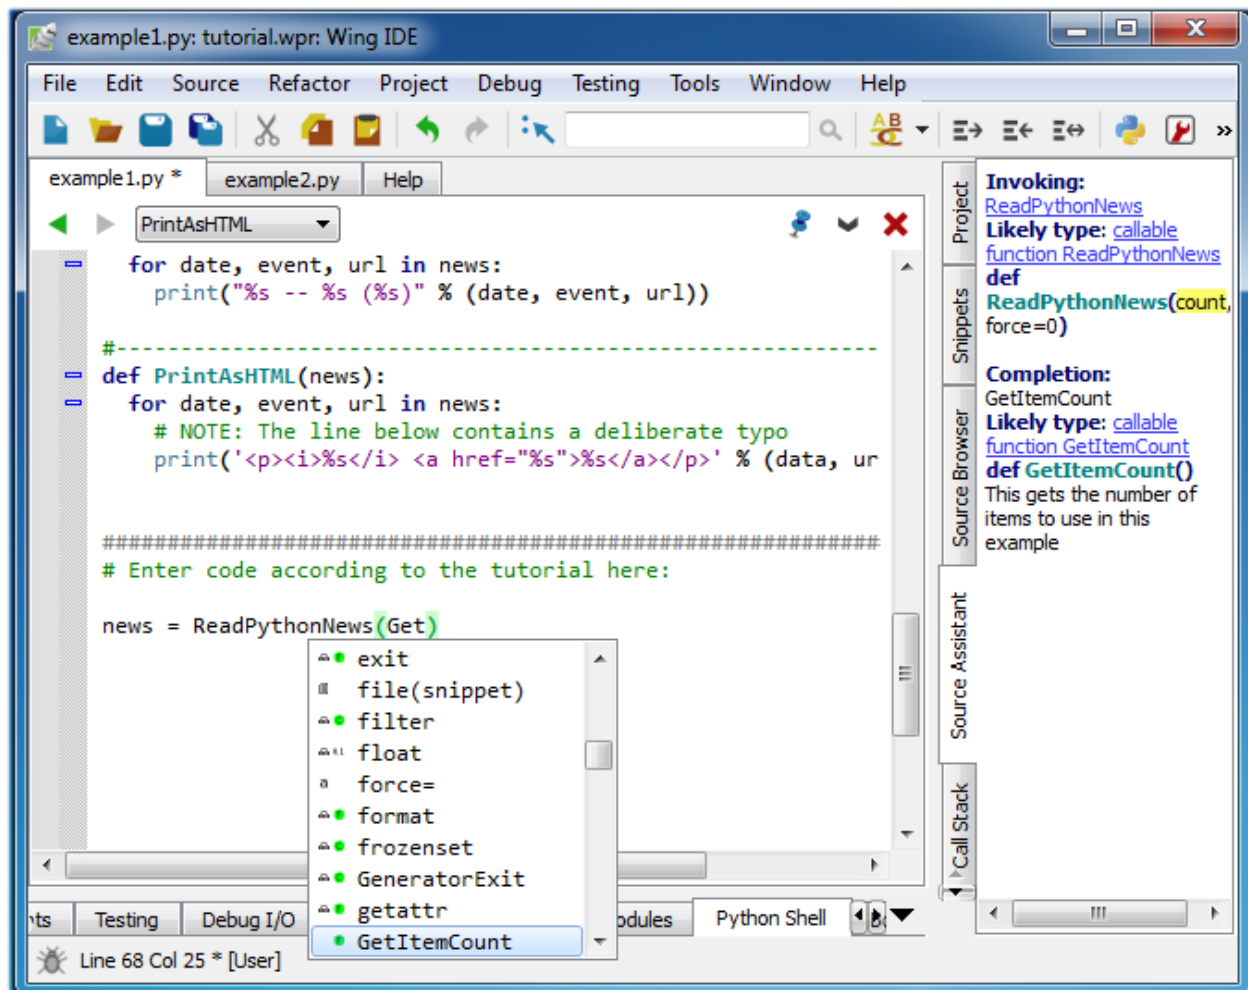 example1.py: tutorial.wpr: Wing IDE
File Edit Source Refactor Project Debug Testing Tools Window Help
example1.py * example2.py Help
PrintAsHTML
for date, event, url in news:
print("%s -- %s (%s)" % (date, event, url))
#------------------------------------------------------------
def PrintAsHTML(news):
for date, event, url in news:
# NOTE: The line below contains a deliberate typo
print('<p><i>%s</i> <a href="%s">%s</a></p>' % (data, ur
#############################################################
# Enter code according to the tutorial here:
news = ReadPythonNews(Get)
exit
file(snippet)
filter
float
force=
format
frozenset
GeneratorExit
getattr
GetItemCount
Project
Snippets
Source Browser
Source Assistant
Call Stack
Invoking:
ReadPythonNews
Likely type: callable
function ReadPythonNews
def
ReadPythonNews(count,
force=0)
Completion:
GetItemCount
Likely type: callable
function GetItemCount
def GetItemCount()
This gets the number of
items to use in this
example
ts Testing Debug I/O odules Python Shell
Line 68 Col 25 * [User]